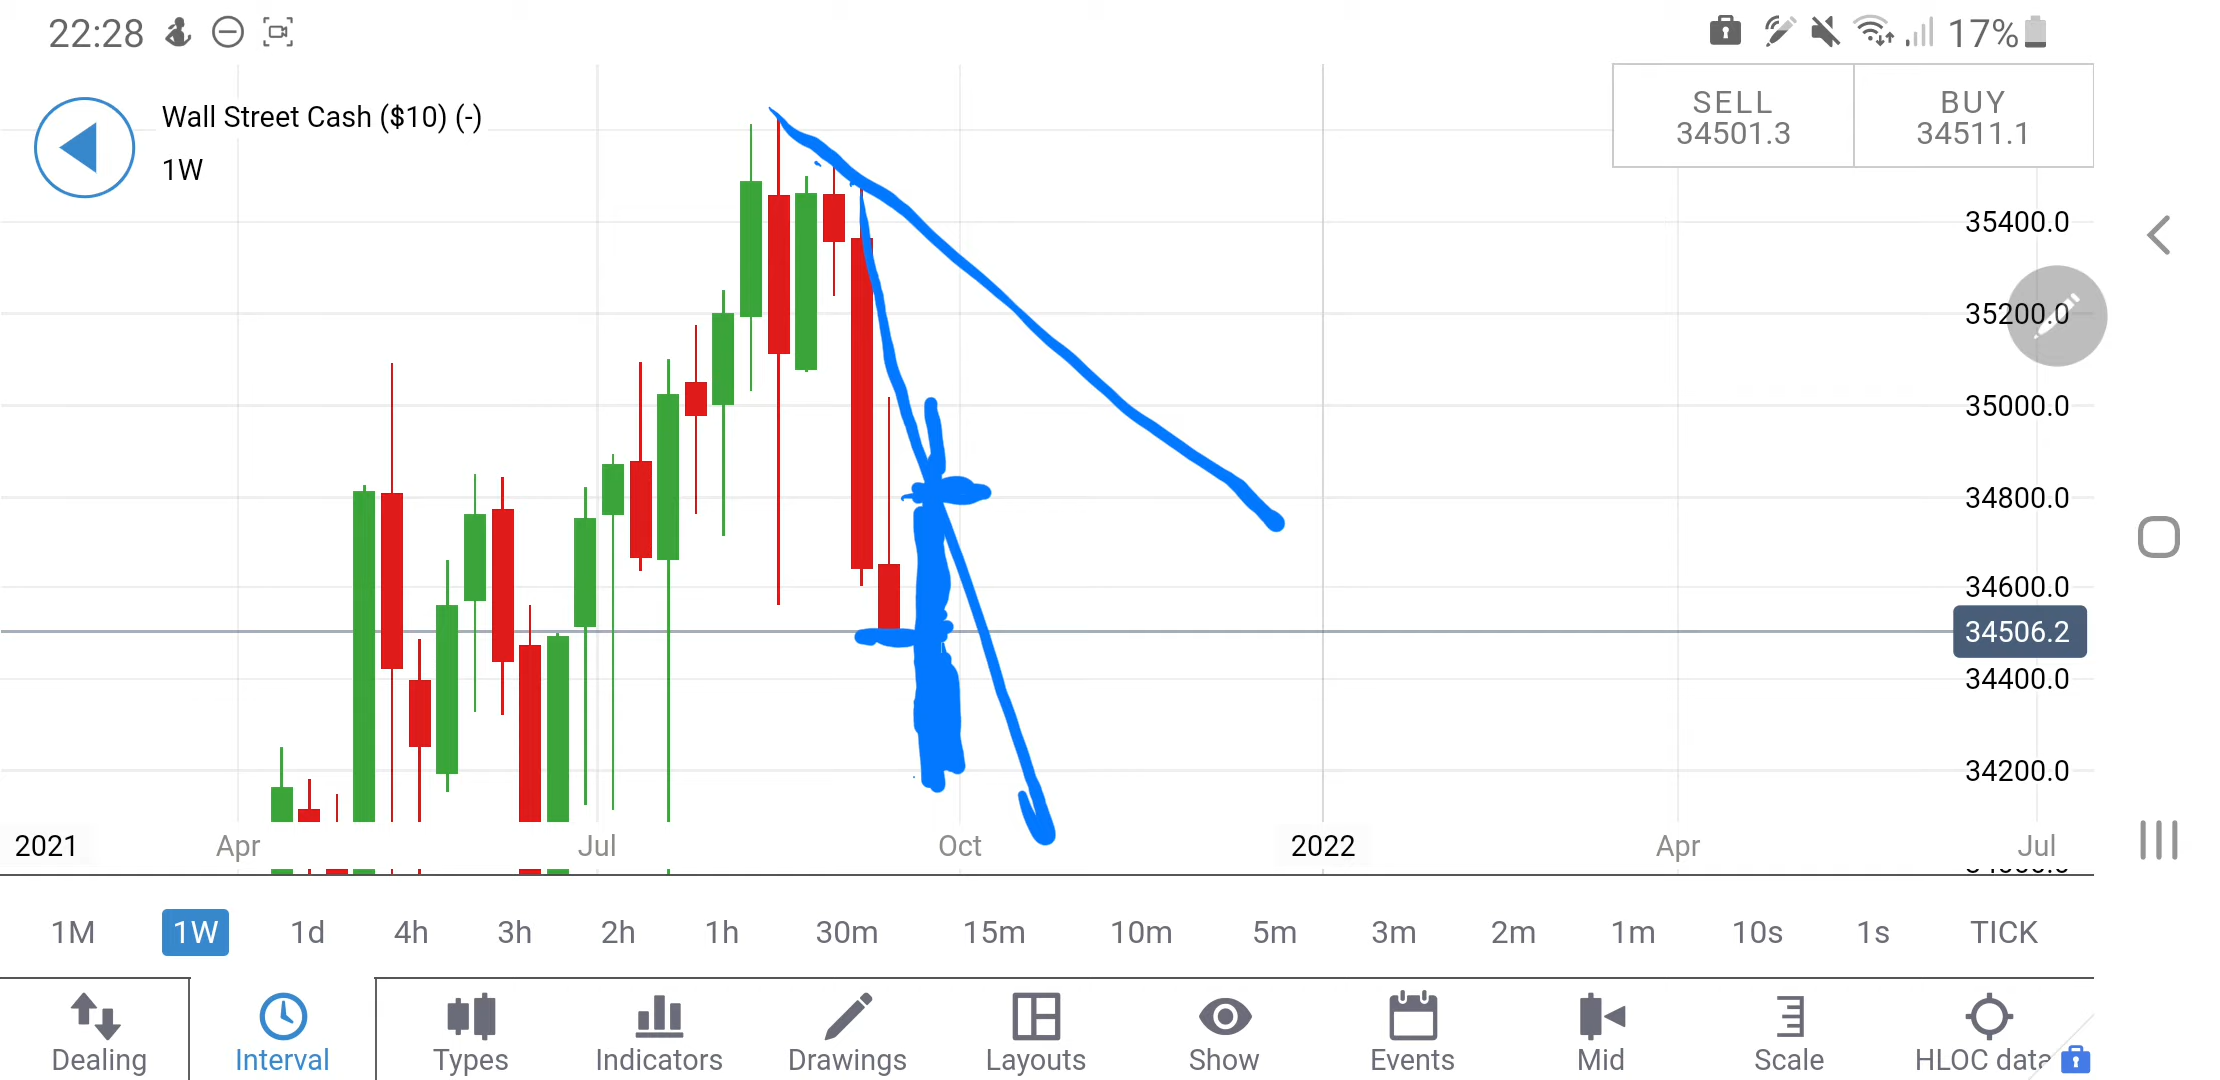 22:28
17%
Wall Street Cash ($10) (-)
1W
SELL
34501.3
BUY
34511.1
35400.0
35200.0
35000.0
34800.0
34600.0
34506.2
34400.0
34200.0
2021
Apr
Jul
Oct
2022
Apr
Jul
1M
1W
1d
4h
3h
2h
1h
30m
15m
10m
5m
3m
2m
1m
10s
1s
TICK
Dealing
Interval
Types
Indicators
Drawings
Layouts
Show
Events
Mid
Scale
HLOC data